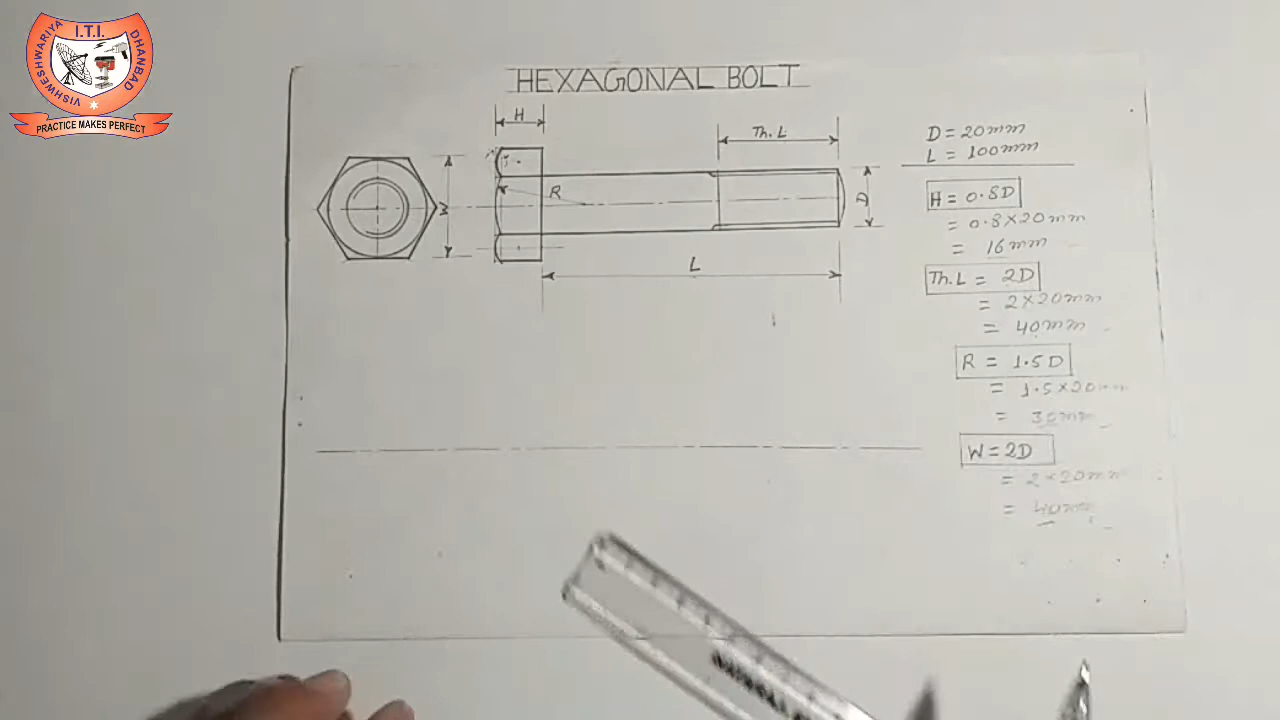 I.T.I.
VISHWESHWARIYA
DHANBAD
PRACTICE MAKES PERFECT
HEXAGONAL BOLT
H
Th. L
R
W
D
L
D = 20mm
L = 100mm
H = 0.8D
= 0.8×20mm
= 16mm
Th. L = 2D
= 2×20mm
= 40mm
R = 1.5D
= 1.5×20mm
= 30mm
W = 2D
= 2×20mm
= 40mm